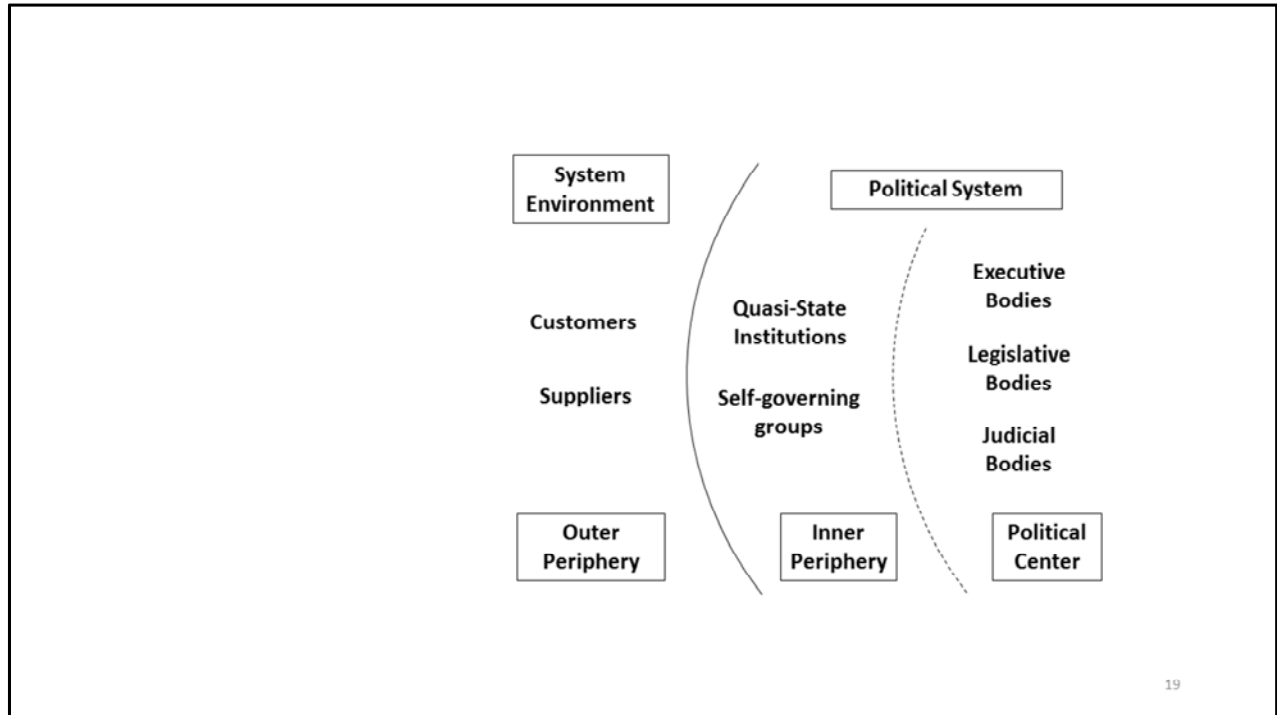 System
Environment
Political System
Customers
Suppliers
Quasi-State
Institutions
Self-governing
groups
Executive
Bodies
Legislative
Bodies
Judicial
Bodies
Outer
Periphery
Inner
Periphery
Political
Center
19